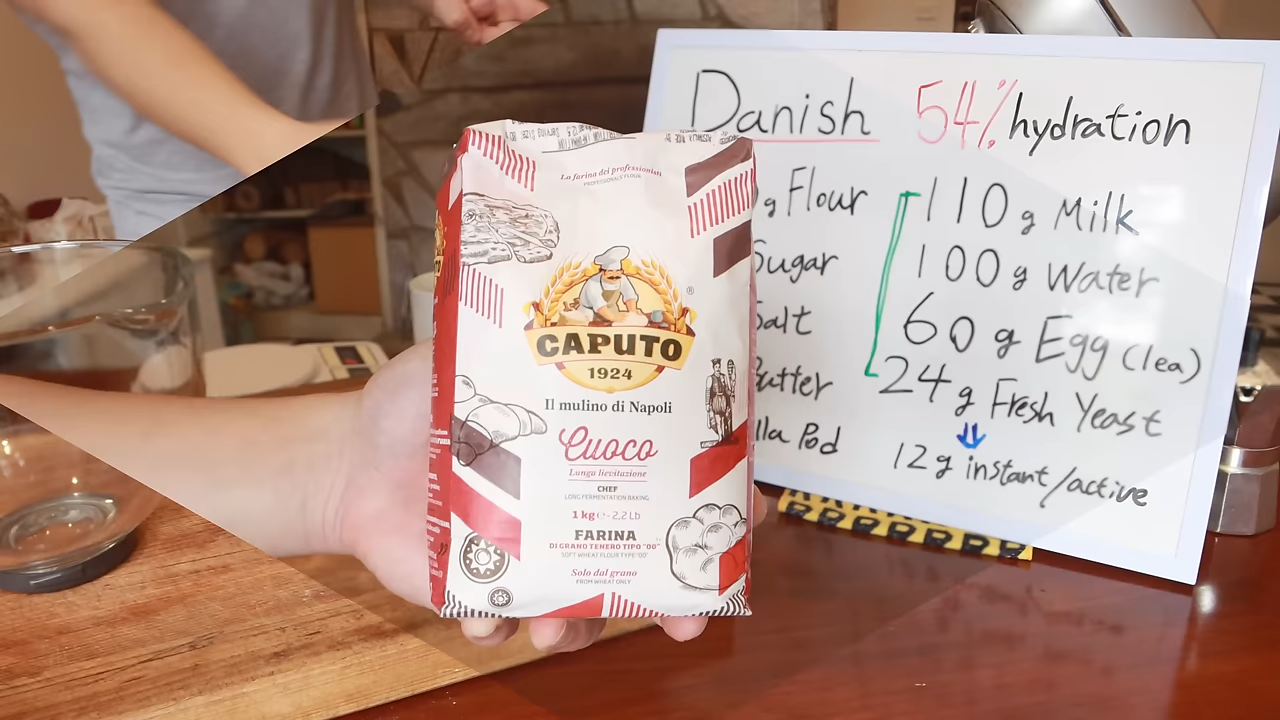 Danish 54% hydration
g Flour
Sugar
Salt
Butter
lla Pod
110 g Milk
100 g Water
60 g Egg (1ea)
24 g Fresh Yeast
12 g instant/active
La farina dei professionisti
PROFESSIONALE FLOUR
CAPUTO
1924
Il mulino di Napoli
Cuoco
Lunga lievitazione
CHEF
LONG FERMENTATION BAKING
1 kg e - 2,2 Lb
FARINA
DI GRANO TENERO TIPO "00"
SOFT WHEAT FLOUR TYPE "00"
Solo dal grano
FROM WHEAT ONLY